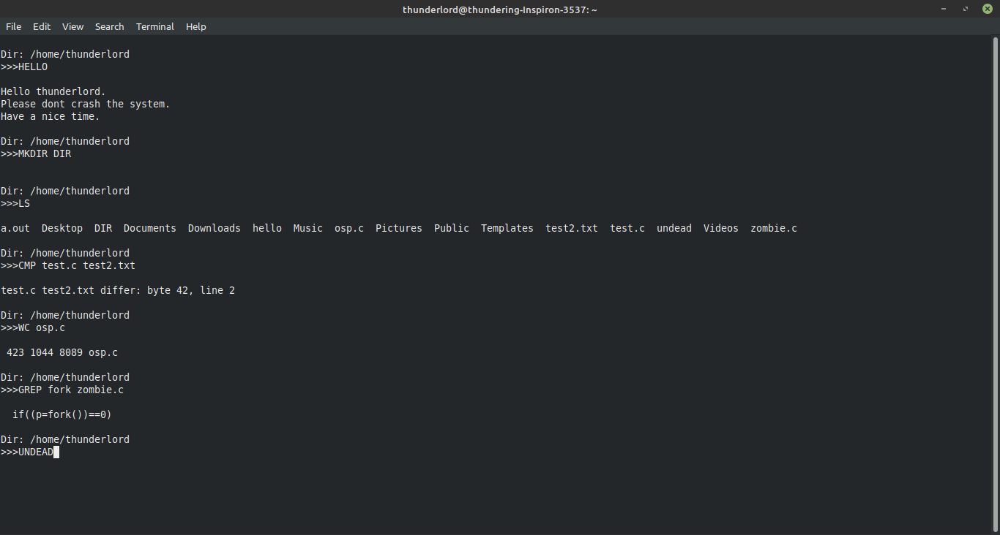 thunderlord@thundering-Inspiron-3537: ~
File Edit View Search Terminal Help
Dir: /home/thunderlord
>>>HELLO
Hello thunderlord.
Please dont crash the system.
Have a nice time.
Dir: /home/thunderlord
>>>MKDIR DIR
Dir: /home/thunderlord
>>>LS
a.out  Desktop  DIR  Documents  Downloads  hello  Music  osp.c  Pictures  Public  Templates  test2.txt  test.c  undead  Videos  zombie.c
Dir: /home/thunderlord
>>>CMP test.c test2.txt
test.c test2.txt differ: byte 42, line 2
Dir: /home/thunderlord
>>>WC osp.c
 423 1044 8089 osp.c
Dir: /home/thunderlord
>>>GREP fork zombie.c
  if((p=fork())==0)
Dir: /home/thunderlord
>>>UNDEAD